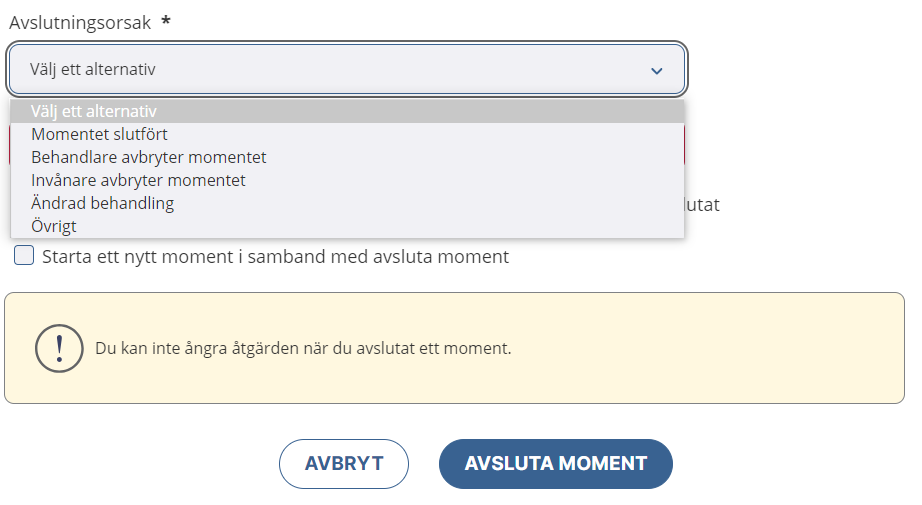 Avslutningsorsak *
Välj ett alternativ
Välj ett alternativ
Momentet slutfört
Behandlare avbryter momentet
Invånare avbryter momentet
Ändrad behandling
Övrigt
Starta ett nytt moment i samband med avsluta moment
! Du kan inte ångra åtgärden när du avslutat ett moment.
AVBRYT AVSLUTA MOMENT